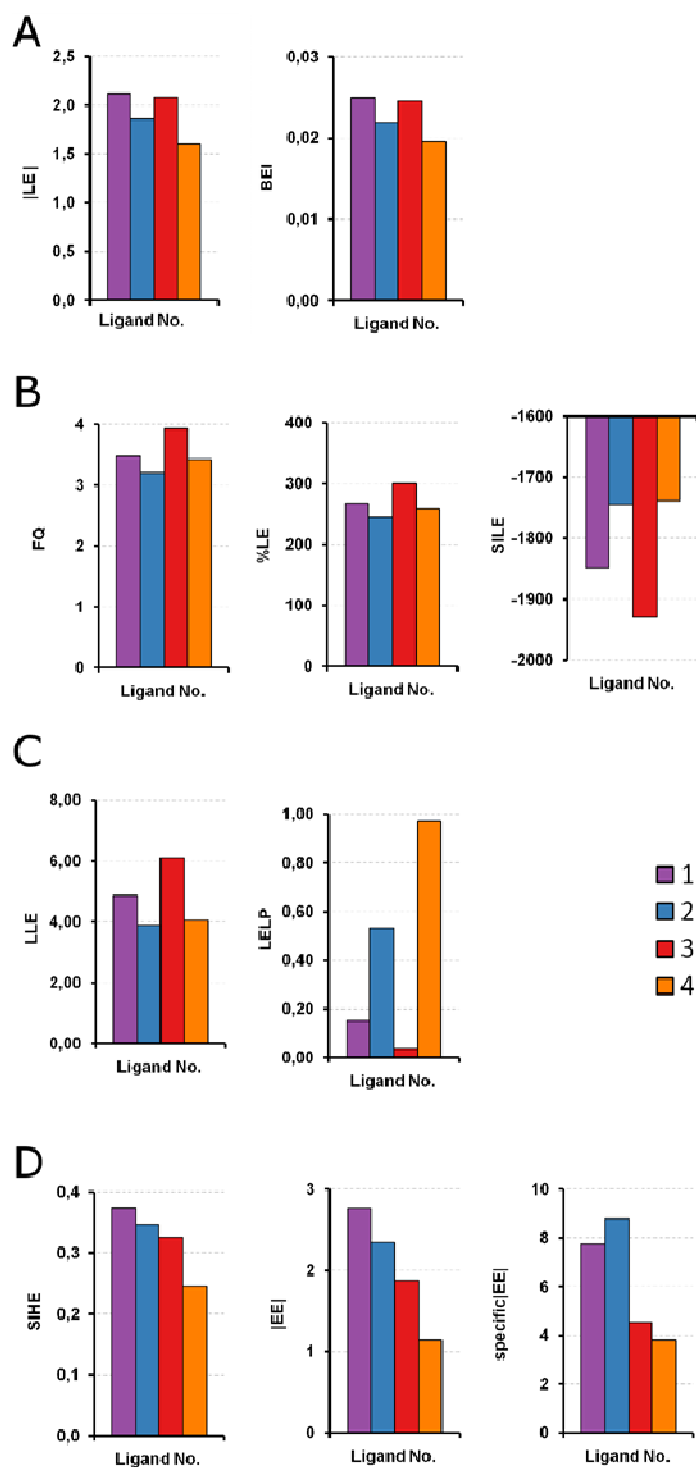 A
2,5
2,0
1,5
1,0
0,5
0,0
|LE|
Ligand No.
0,03
0,02
0,01
0,00
BEI
Ligand No.
B
4
3
2
1
0
FQ
Ligand No.
400
300
200
100
0
%LE
Ligand No.
-1600
-1700
-1800
-1900
-2000
SILE
Ligand No.
C
8,00
6,00
4,00
2,00
0,00
LLE
Ligand No.
1,00
0,80
0,60
0,40
0,20
0,00
LELP
Ligand No.
1
2
3
4
D
0,4
0,3
0,2
0,1
0,0
SIHE
Ligand No.
3
2
1
0
|EE|
Ligand No.
10
8
6
4
2
0
specific|EE|
Ligand No.